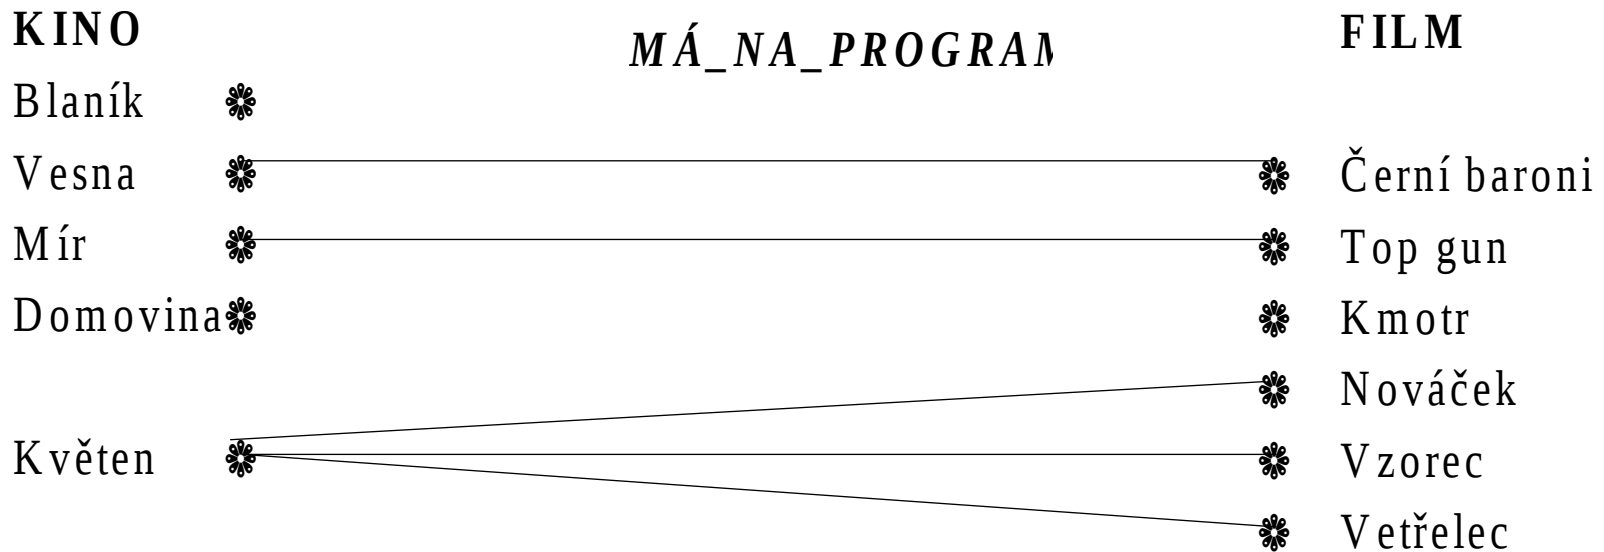 KINO MÁ_NA_PROGRAM FILM
Blaník
Vesna Černí baroni
Mír Top gun
Domovina Kmotr
Nováček
Květen Vzorec
Vetřelec